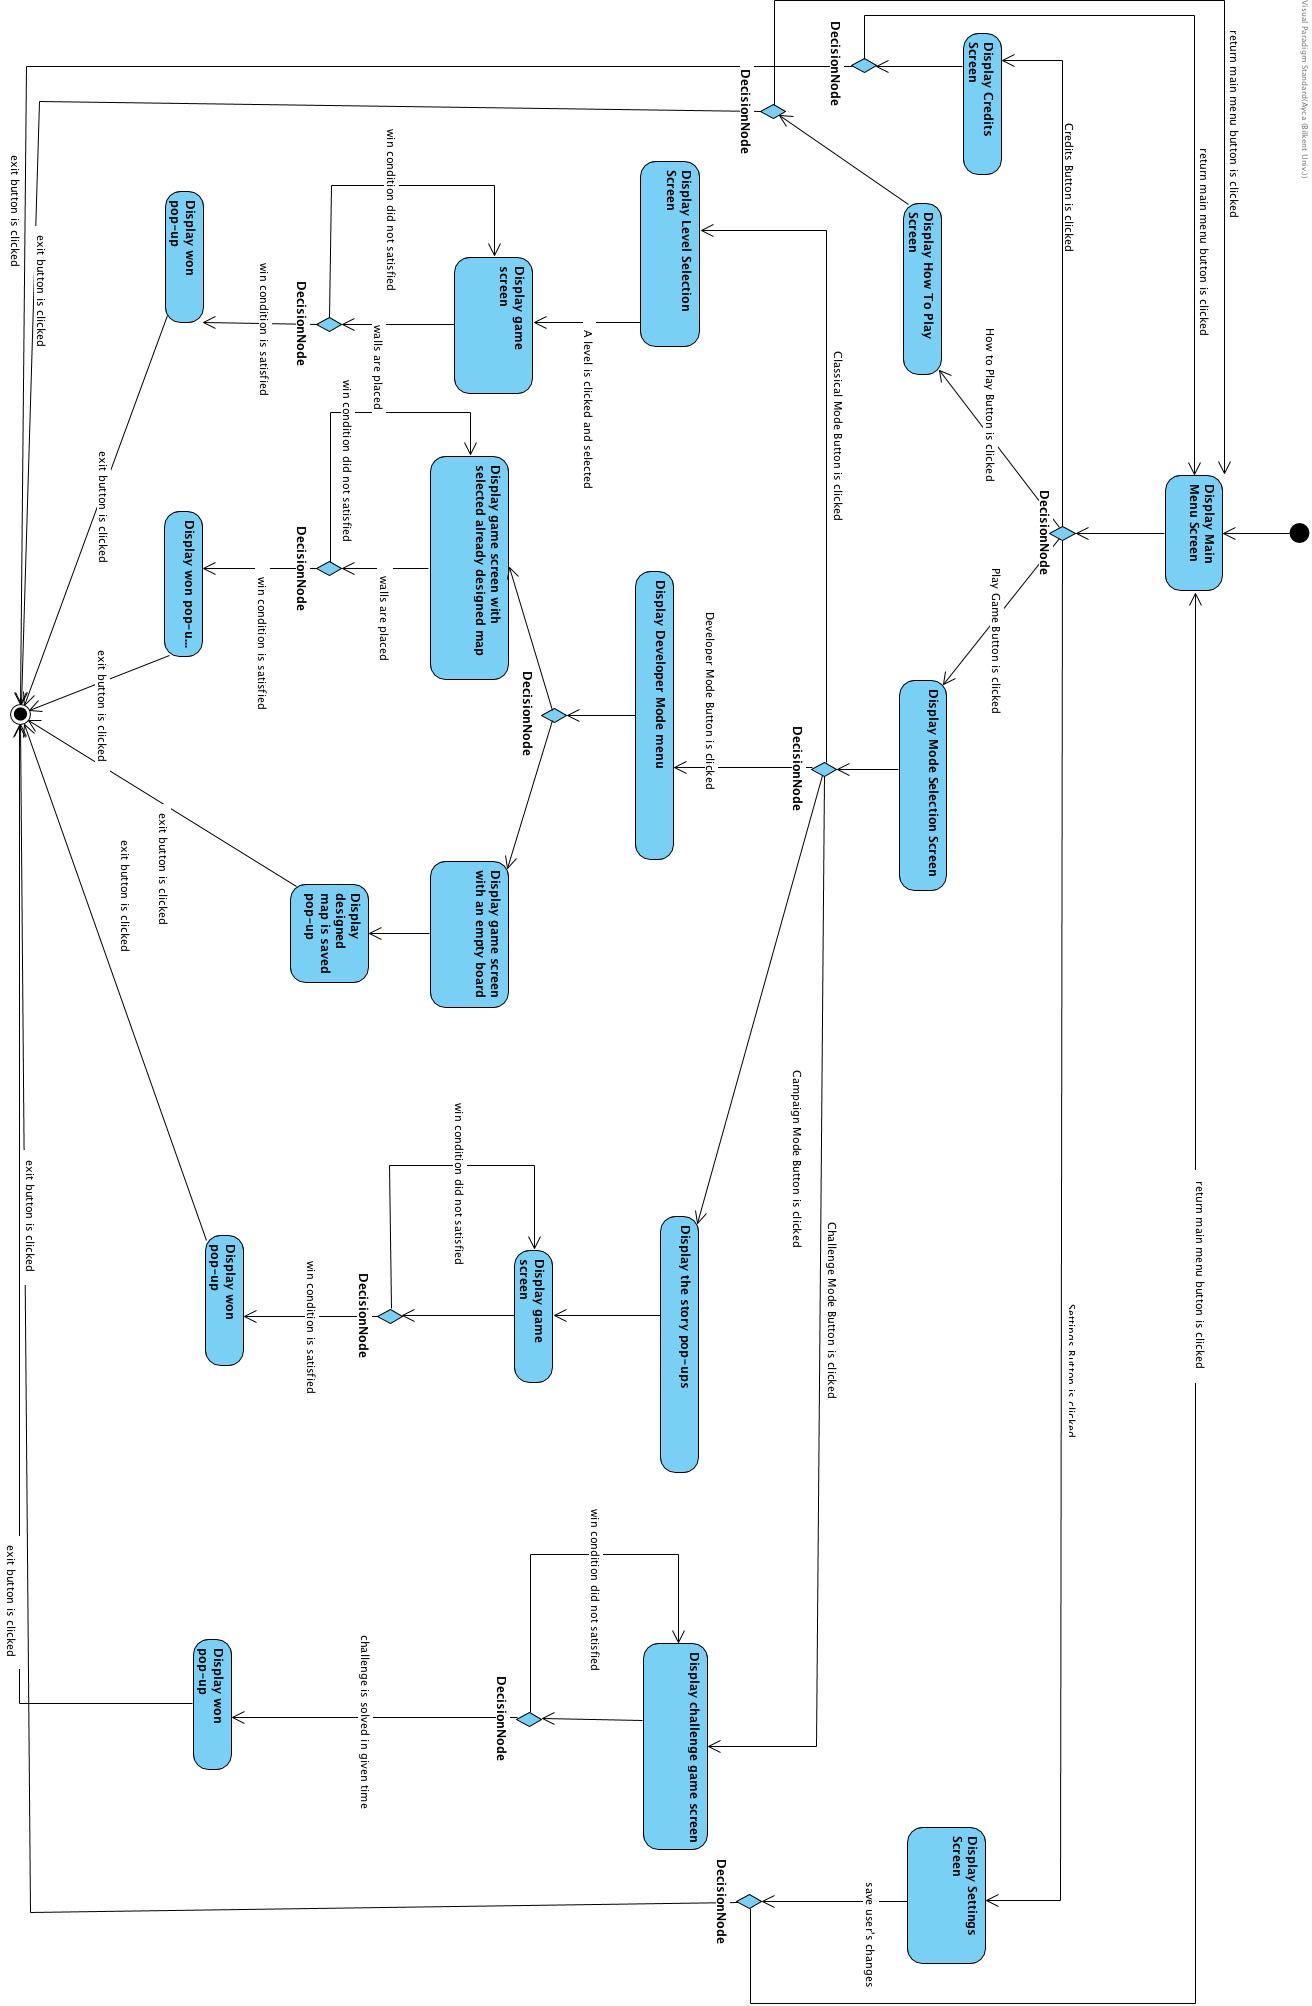 Visual Paradigm Standard(Ayca (Bilkent Univ.))
return main menu button is clicked
return main menu button is clicked
return main menu button is clicked
Display Main
Menu Screen
Credits Button is clicked
Settings Button is clicked
DecisionNode
How to Play Button is clicked
Play Game Button is clicked
Display Credits
Screen
Display How To Play
Screen
Display Mode Selection Screen
Display Settings
Screen
save user's changes
DecisionNode
DecisionNode
DecisionNode
DecisionNode
Classical Mode Button is clicked
Developer Mode Button is clicked
Campaign Mode Button is clicked
Challenge Mode Button is clicked
Display Level Selection
Screen
Display Developer Mode menu
Display the story pop-ups
Display challenge game screen
A level is clicked and selected
DecisionNode
Display game
screen
Display game screen with
selected already designed map
Display game screen
with an empty board
Display game
screen
win condition did not satisfied
win condition did not satisfied
win condition did not satisfied
win condition did not satisfied
walls are placed
walls are placed
DecisionNode
DecisionNode
DecisionNode
DecisionNode
Display
designed
map is saved
pop-up
win condition is satisfied
win condition is satisfied
win condition is satisfied
challenge is solved in given time
Display won
pop-up
Display won pop-u...
Display won
pop-up
Display won
pop-up
exit button is clicked
exit button is clicked
exit button is clicked
exit button is clicked
exit button is clicked
exit button is clicked
exit button is clicked
exit button is clicked